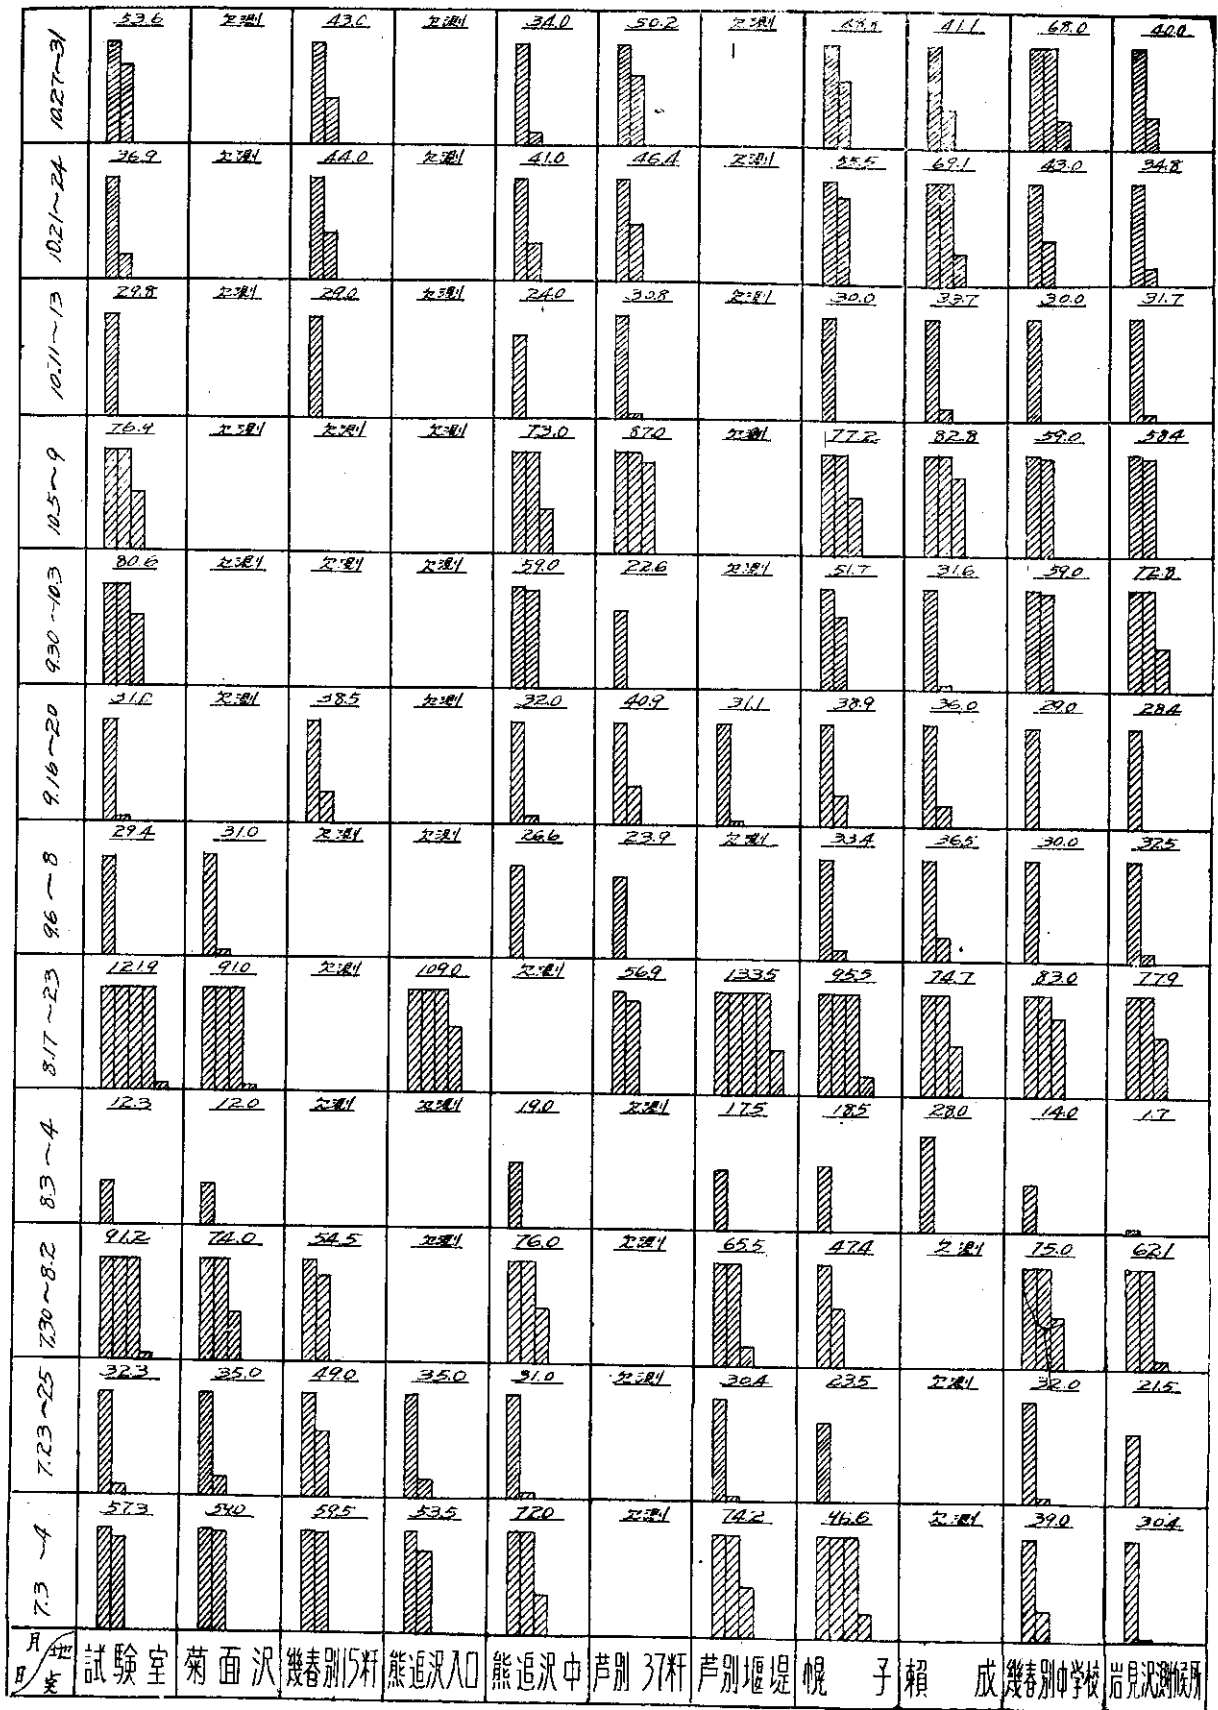 10.27~31 53.6 欠測 43.0 欠測 34.0 50.2 欠測 41.1 68.0 40.0
10.21~24 36.9 欠測 44.0 欠測 41.0 46.4 欠測 55.5 69.1 43.0 34.8
10.11~13 29.8 欠測 29.0 欠測 24.0 30.8 欠測 30.0 33.7 30.0 31.7
10.5~9 76.4 欠測 欠測 欠測 73.0 87.0 欠測 77.2 82.8 59.0 58.4
9.30~10.3 80.6 欠測 欠測 欠測 59.0 22.6 欠測 51.7 31.6 59.0 72.8
9.16~20 欠測 38.5 欠測 32.0 40.9 31.1 38.9 36.0 29.0 28.4
9.6~8 29.4 31.0 欠測 欠測 26.6 23.9 欠測 33.4 36.5 30.0 32.5
8.17~23 121.9 91.0 欠測 109.0 欠測 56.9 133.5 95.5 74.7 83.0 77.9
8.3~4 12.3 12.0 欠測 欠測 19.0 欠測 17.5 18.5 28.0 14.0 1.7
7.30~8.2 91.2 74.0 54.5 欠測 76.0 欠測 65.5 47.4 欠測 75.0 62.1
7.23~25 32.3 35.0 49.0 35.0 31.0 欠測 30.4 23.5 欠測 32.0 21.5
7.3~4 57.3 54.0 59.5 53.5 72.0 欠測 74.2 欠測 39.0 30.4
月日 地点 試験室 菊面沢 幾春別15粁 熊追沢入口 熊追沢中 芦別37粁 芦別堰堤 幌子 頼成 幾春別中学校 岩見沢測候所